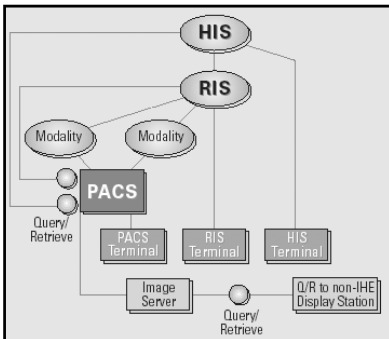 HIS
RIS
Modality
Modality
PACS
Query/
Retrieve
PACS
Terminal
RIS
Terminal
HIS
Terminal
Image
Server
Query/
Retrieve
Q/R to non-IHE
Display Station